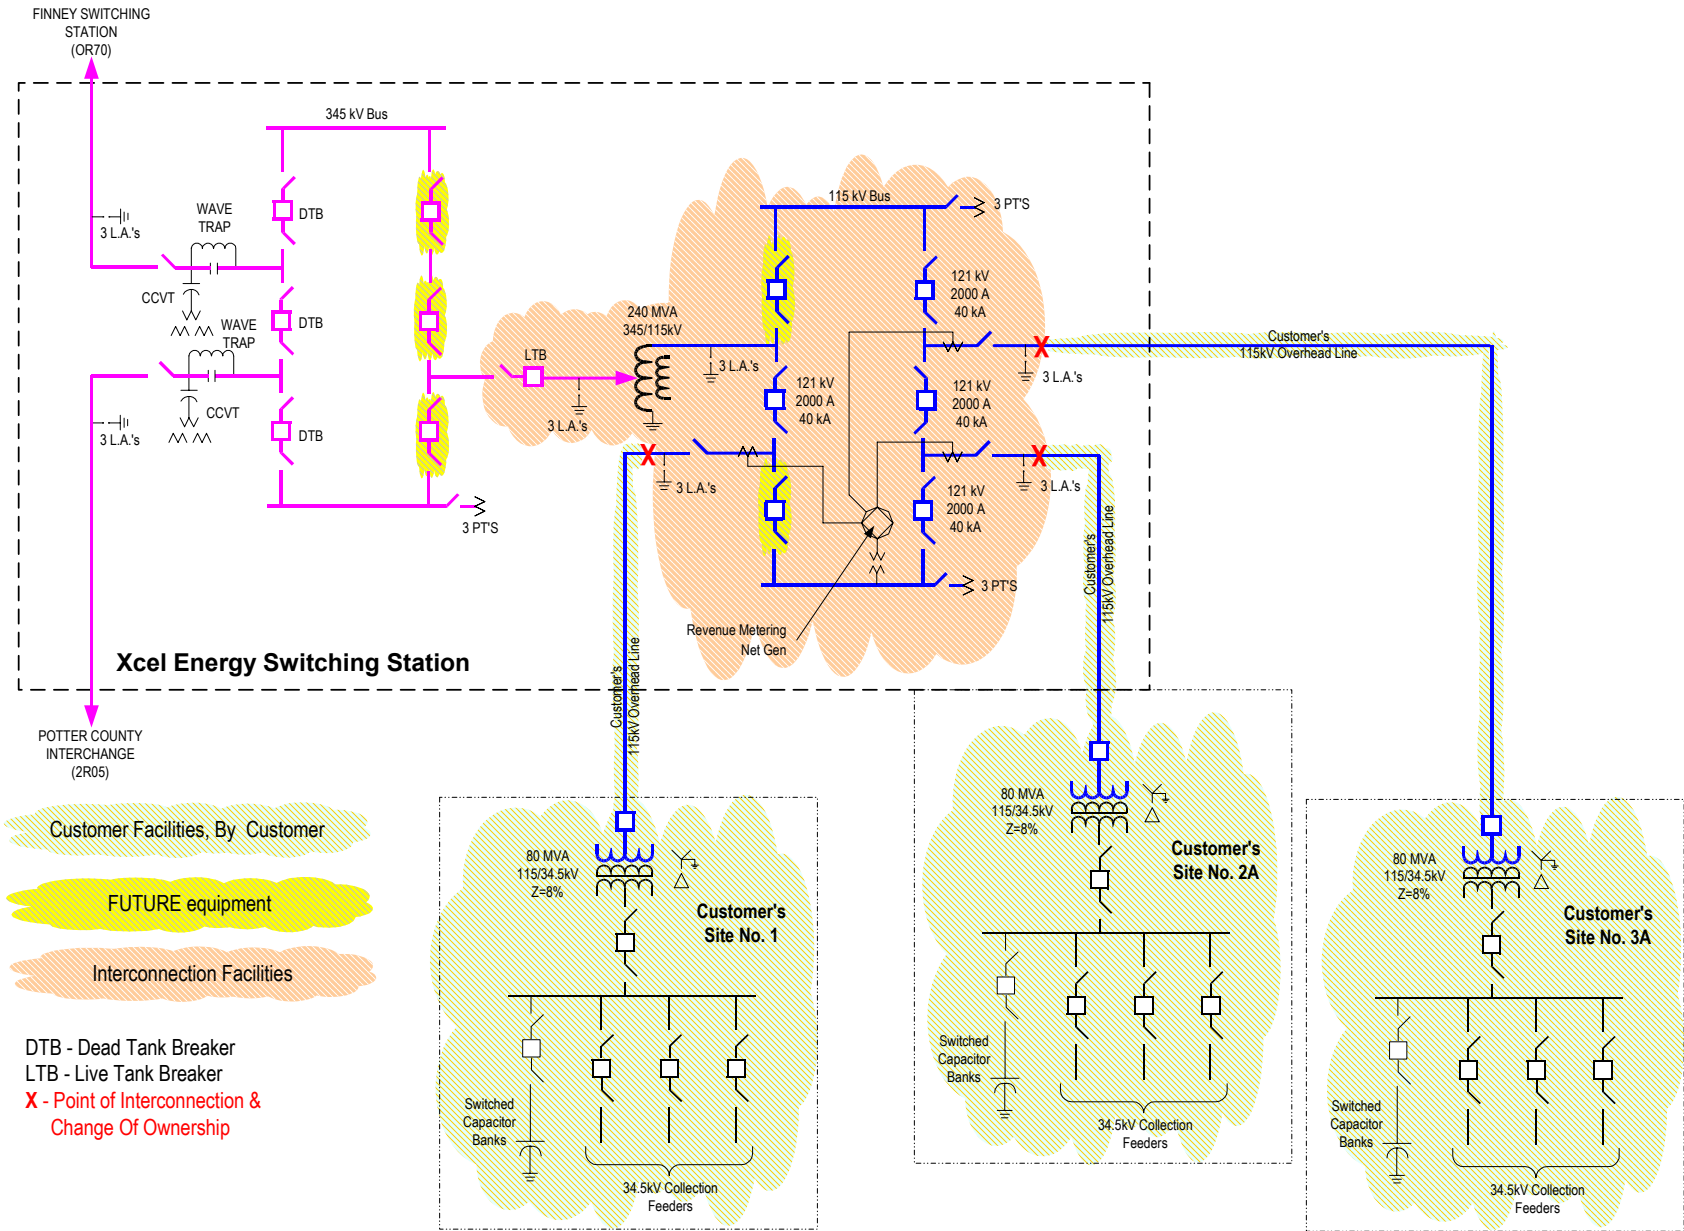 FINNEY SWITCHING
STATION
(OR70)
345 kV Bus
WAVE
TRAP
DTB
3 L.A.'s
CCVT
WAVE
TRAP
DTB
CCVT
3 L.A.'s
DTB
3 PT'S
LTB
3 L.A.'s
240 MVA
345/115kV
3 L.A.'s
115 kV Bus
3 PT'S
121 kV
2000 A
40 kA
121 kV
2000 A
40 kA
121 kV
2000 A
40 kA
121 kV
2000 A
40 kA
X
3 L.A.'s
X
3 L.A.'s
X
3 L.A.'s
3 PT'S
Revenue Metering
Net Gen
Customer's
115kV Overhead Line
Customer's
115kV Overhead Line
Customer's
115kV Overhead Line
Xcel Energy Switching Station
POTTER COUNTY
INTERCHANGE
(2R05)
Customer Facilities, By Customer
FUTURE equipment
Interconnection Facilities
DTB - Dead Tank Breaker
LTB - Live Tank Breaker
X - Point of Interconnection &
Change Of Ownership
80 MVA
115/34.5kV
Z=8%
Customer's
Site No. 1
Switched
Capacitor
Banks
34.5kV Collection
Feeders
80 MVA
115/34.5kV
Z=8%
Customer's
Site No. 2A
Switched
Capacitor
Banks
34.5kV Collection
Feeders
80 MVA
115/34.5kV
Z=8%
Customer's
Site No. 3A
Switched
Capacitor
Banks
34.5kV Collection
Feeders